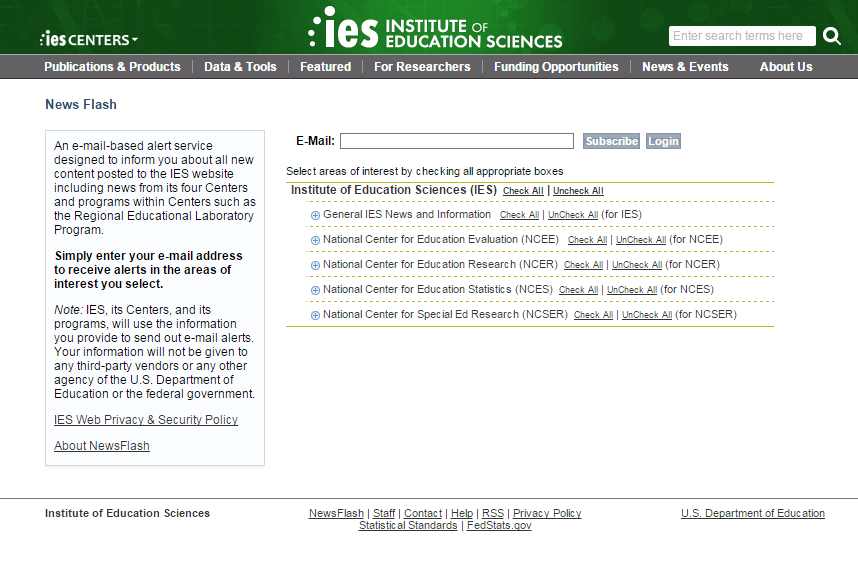 ies CENTERS
ies INSTITUTE OF
EDUCATION SCIENCES
Enter search terms here
Publications & Products | Data & Tools | Featured | For Researchers | Funding Opportunities | News & Events About Us
News Flash
An e-mail-based alert service
designed to inform you about all new
content posted to the IES website
including news from its four Centers
and programs within Centers such as
the Regional Educational Laboratory
Program.
Simply enter your e-mail address
to receive alerts in the areas of
interest you select.
Note: IES, its Centers, and its
programs, will use the information
you provide to send out e-mail alerts.
Your information will not be given to
any third-party vendors or any other
agency of the U.S. Department of
Education or the federal government.
IES Web Privacy & Security Policy
About NewsFlash
E-Mail: Subscribe Login
Select areas of interest by checking all appropriate boxes
Institute of Education Sciences (IES) Check All | Uncheck All
General IES News and Information Check All | UnCheck All (for IES)
National Center for Education Evaluation (NCEE) Check All | UnCheck All (for NCEE)
National Center for Education Research (NCER) Check All | UnCheck All (for NCER)
National Center for Education Statistics (NCES) Check All | UnCheck All (for NCES)
National Center for Special Ed Research (NCSER) Check All | UnCheck All (for NCSER)
Institute of Education Sciences
NewsFlash | Staff | Contact | Help | RSS | Privacy Policy
Statistical Standards | FedStats.gov
U.S. Department of Education